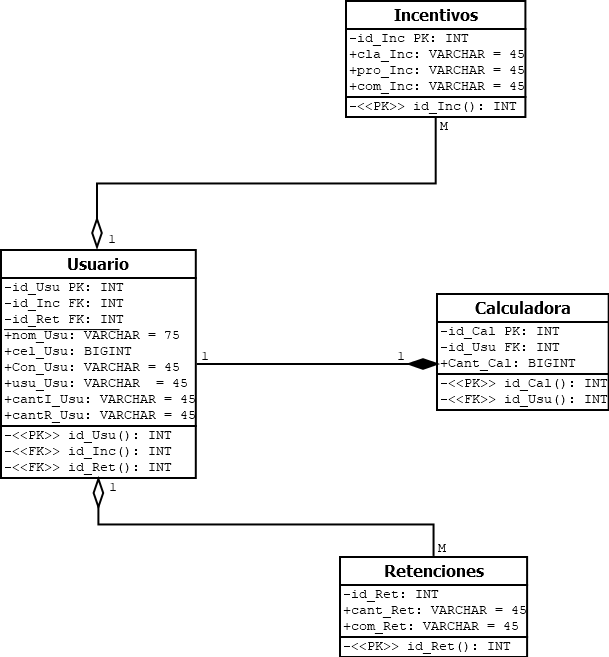 Incentivos
-id_Inc PK: INT
+cla_Inc: VARCHAR = 45
+pro_Inc: VARCHAR = 45
+com_Inc: VARCHAR = 45
-<<PK>> id_Inc(): INT
M
1
Usuario
-id_Usu PK: INT
-id_Inc FK: INT
-id_Ret FK: INT
+nom_Usu: VARCHAR = 75
+cel_Usu: BIGINT
+Con_Usu: VARCHAR = 45
+usu_Usu: VARCHAR  = 45
+cantI_Usu: VARCHAR = 45
+cantR_Usu: VARCHAR = 45
-<<PK>> id_Usu(): INT
-<<FK>> id_Inc(): INT
-<<FK>> id_Ret(): INT
1
1
Calculadora
-id_Cal PK: INT
-id_Usu FK: INT
+Cant_Cal: BIGINT
-<<PK>> id_Cal(): INT
-<<FK>> id_Usu(): INT
1
M
Retenciones
-id_Ret: INT
+cant_Ret: VARCHAR = 45
+com_Ret: VARCHAR = 45
-<<PK>> id_Ret(): INT